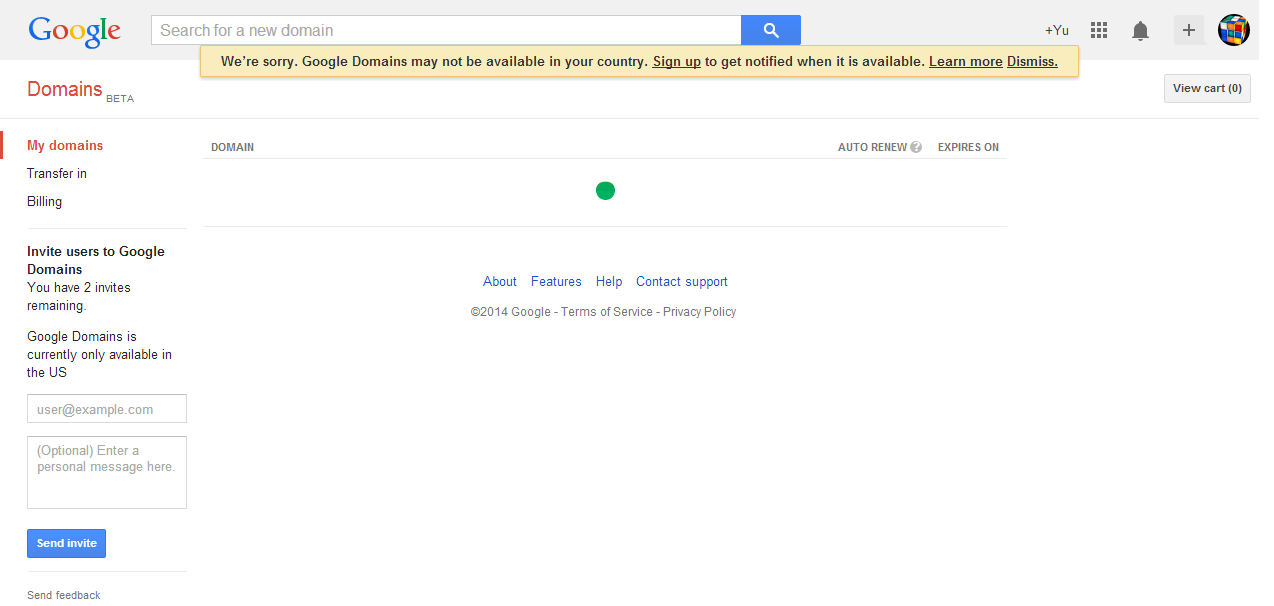 Google
Search for a new domain
+Yu
We’re sorry. Google Domains may not be available in your country. Sign up to get notified when it is available. Learn more Dismiss.
Domains BETA
View cart (0)
My domains
Transfer in
Billing
Invite users to Google
Domains
You have 2 invites
remaining.
Google Domains is
currently only available in
the US
user@example.com
(Optional) Enter a
personal message here.
Send invite
Send feedback
DOMAIN
AUTO RENEW ?
EXPIRES ON
About Features Help Contact support
©2014 Google - Terms of Service - Privacy Policy